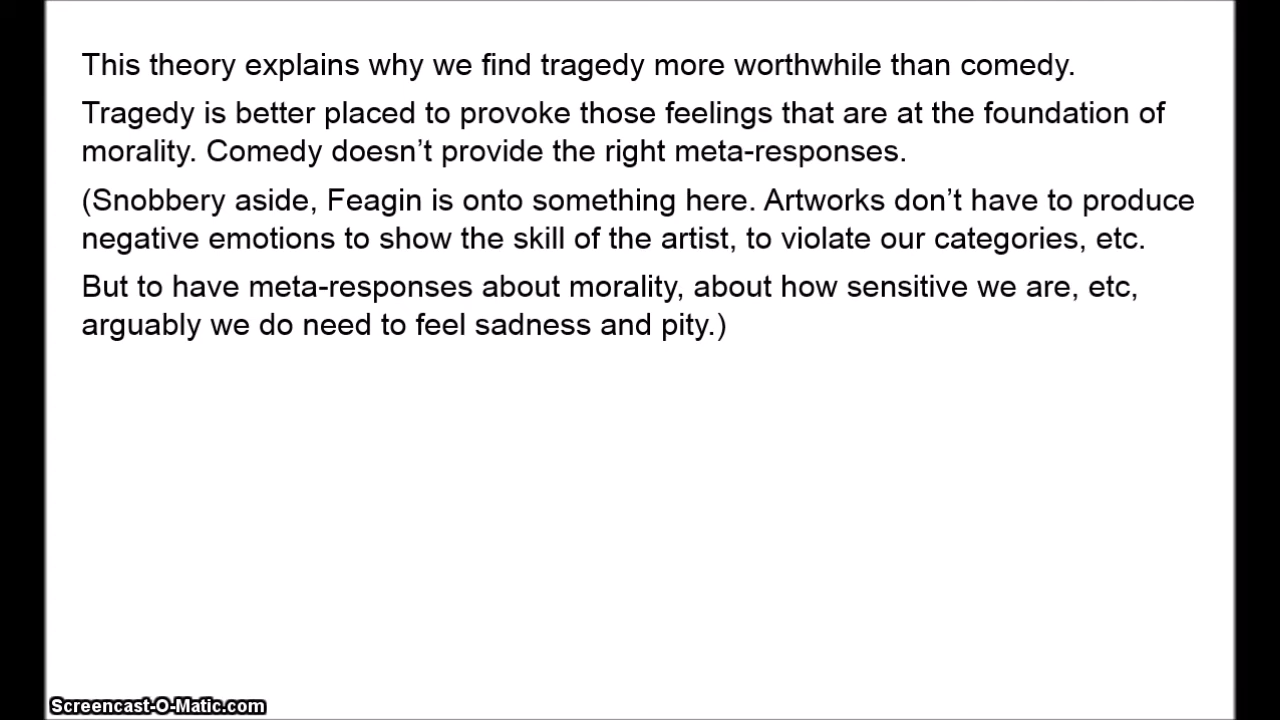 This theory explains why we find tragedy more worthwhile than comedy.
Tragedy is better placed to provoke those feelings that are at the foundation of
morality. Comedy doesn’t provide the right meta-responses.
(Snobbery aside, Feagin is onto something here. Artworks don’t have to produce
negative emotions to show the skill of the artist, to violate our categories, etc.
But to have meta-responses about morality, about how sensitive we are, etc,
arguably we do need to feel sadness and pity.)
Screencast-O-Matic.com